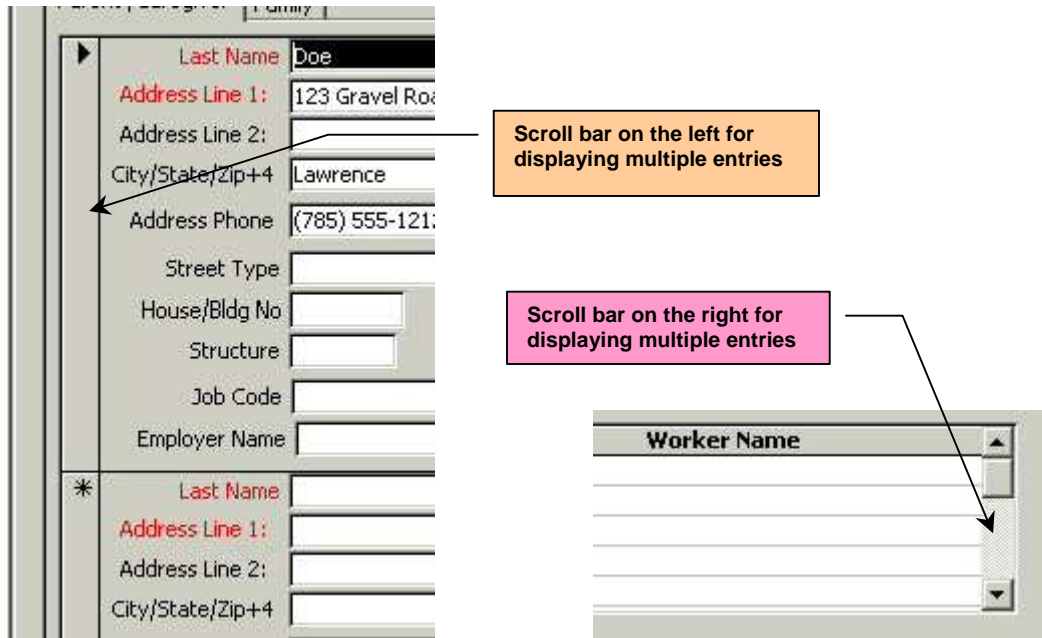 Last Name Doe
Address Line 1: 123 Gravel
Address Line 2:
City/State/Zip+4 Lawrence
Address Phone (785) 555-121
Street Type
House/Bldg No
Structure
Job Code
Employer Name
* Last Name
Address Line 1:
Address Line 2:
City/State/Zip+4
Scroll bar on the left for
displaying multiple entries
Scroll bar on the right for
displaying multiple entries
Worker Name